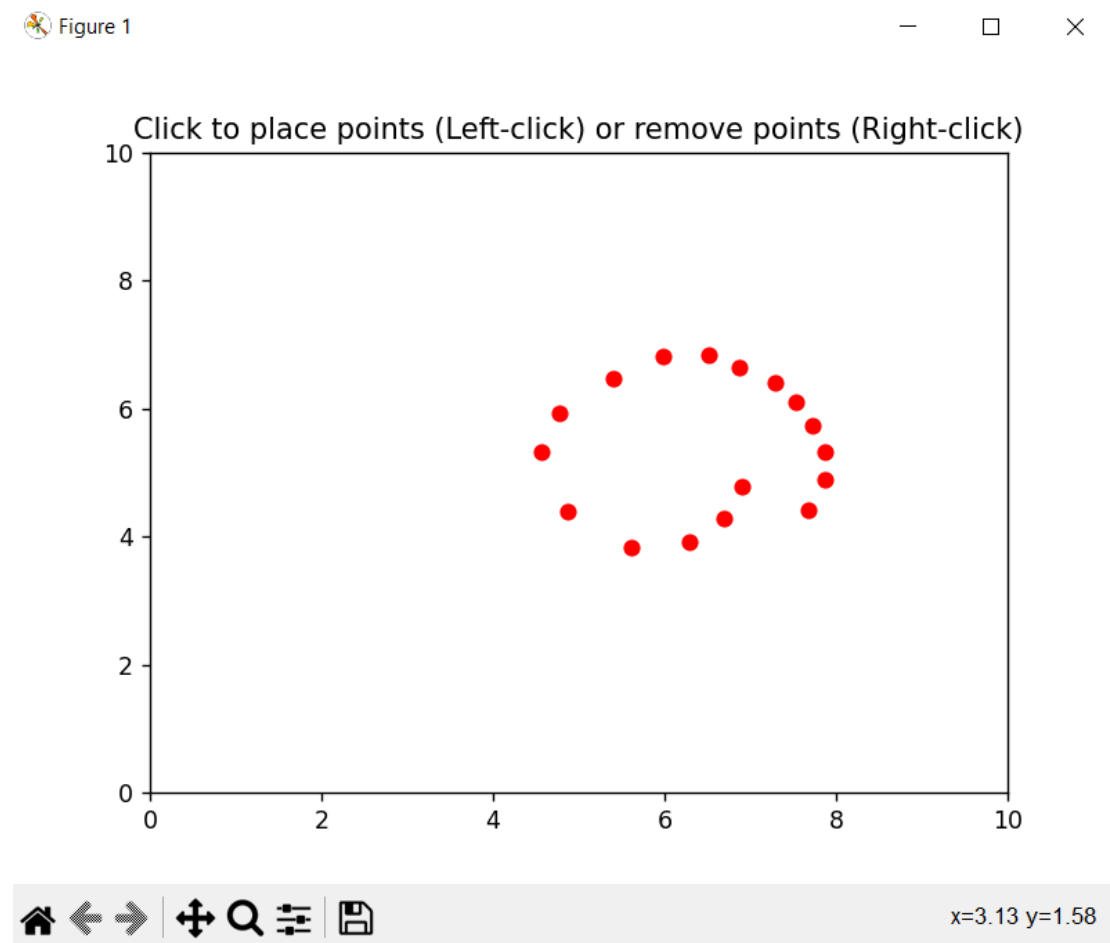 Figure 1
Click to place points (Left-click) or remove points (Right-click)
10
8
6
4
2
0
0 2 4 6 8 10
x=3.13 y=1.58